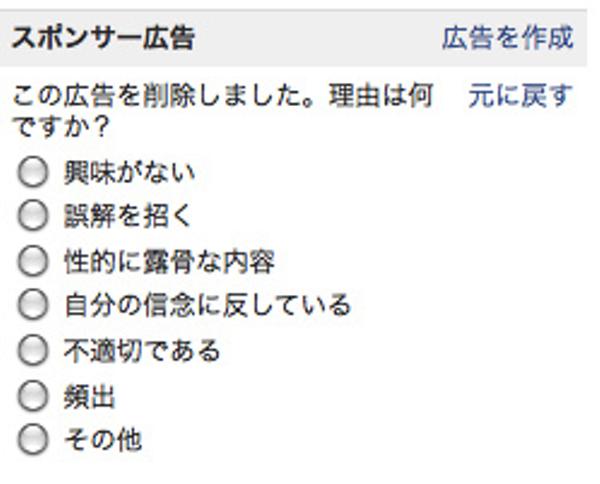 スポンサー広告 広告を作成
この広告を削除しました。理由は何 元に戻す
ですか？
興味がない
誤解を招く
性的に露骨な内容
自分の信念に反している
不適切である
頻出
その他